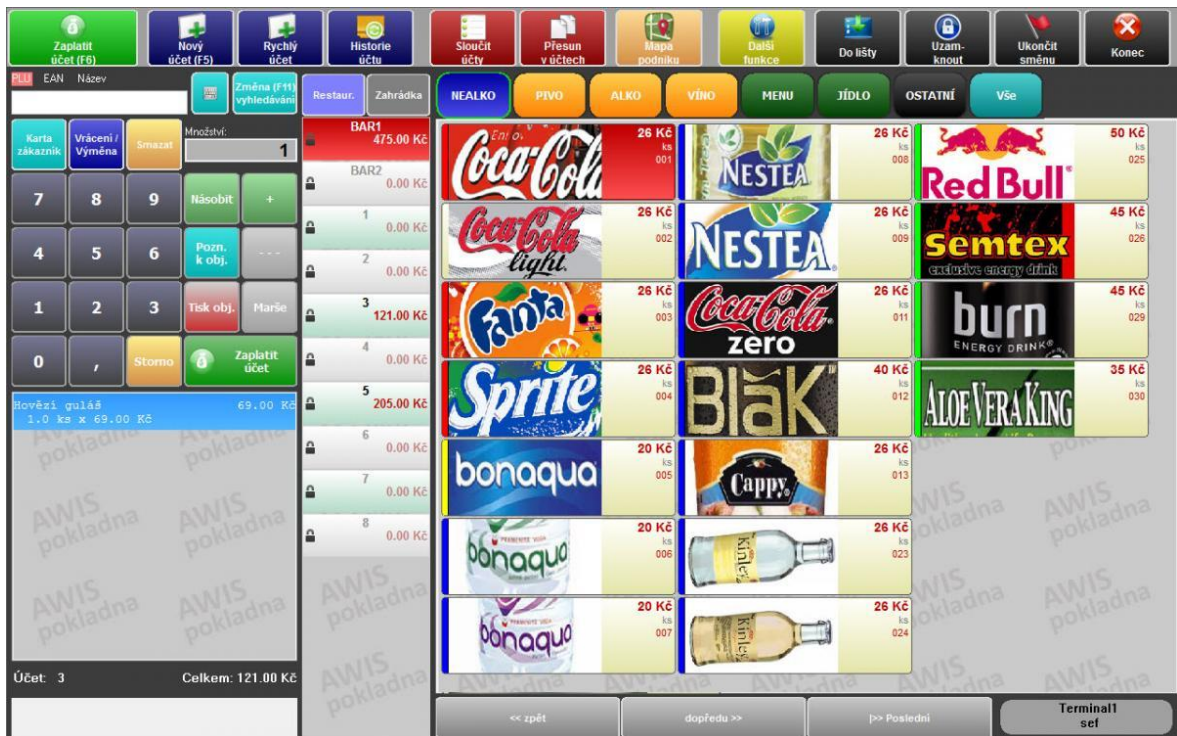 Zaplatit
účet (F6)
Nový
účet (F5)
Rychlý
účet
Historie
účtu
Sloučit
účty
Přesun
v účtech
Mapa
podniku
Další
funkce
Do lišty
Uzam-
knout
Ukončit
směnu
Konec
PLU EAN Název
Změna (F11)
vyhledávání
Karta
zákazník
Vrácení /
Výměna
Smazat
Množství:
1
7 8 9 Násobit +
4 5 6 Pozn.
k obj. ---
1 2 3 Tisk obj. Marše
0 , Storno Zaplatit
účet
Hovězí guláš 69.00 Kč
1.0 ks x 69.00 Kč
AWIS
pokladna
Účet: 3 Celkem: 121.00 Kč
Restaur. Zahrádka
BAR1
475.00 Kč
BAR2
0.00 Kč
1
0.00 Kč
2
0.00 Kč
3
121.00 Kč
4
0.00 Kč
5
205.00 Kč
6
0.00 Kč
7
0.00 Kč
8
0.00 Kč
NEALKO PIVO ALKO VÍNO MENU JÍDLO OSTATNÍ Vše
Coca-Cola
26 Kč
ks
001
NESTEA
26 Kč
ks
008
Red Bull
50 Kč
ks
025
Coca-Cola
light
26 Kč
ks
002
NESTEA
26 Kč
ks
009
Semtex
exclusive energy drink
45 Kč
ks
026
Fanta
26 Kč
ks
003
Coca-Cola
zero
26 Kč
ks
011
burn
ENERGY DRINK
45 Kč
ks
029
Sprite
26 Kč
ks
004
BlāK
40 Kč
ks
012
ALOE VERA KING
35 Kč
ks
030
bonaqua
20 Kč
ks
005
Cappy
26 Kč
ks
013
bonaqua
20 Kč
ks
006
Kinley
26 Kč
ks
023
bonaqua
20 Kč
ks
007
Kinley
26 Kč
ks
024
<< zpět dopředu >> |>> Poslední
Terminal1
sef